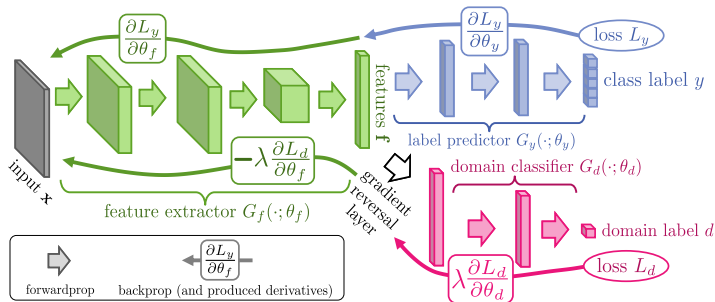 ∂L_y/∂θ_f
∂L_y/∂θ_y
loss L_y
features f
class label y
label predictor G_y(·; θ_y)
input x
−λ ∂L_d/∂θ_f
gradient
reversal
layer
domain classifier G_d(·; θ_d)
feature extractor G_f(·; θ_f)
domain label d
∂L_y/∂θ_f
forwardprop
backprop (and produced derivatives)
λ ∂L_d/∂θ_d
loss L_d